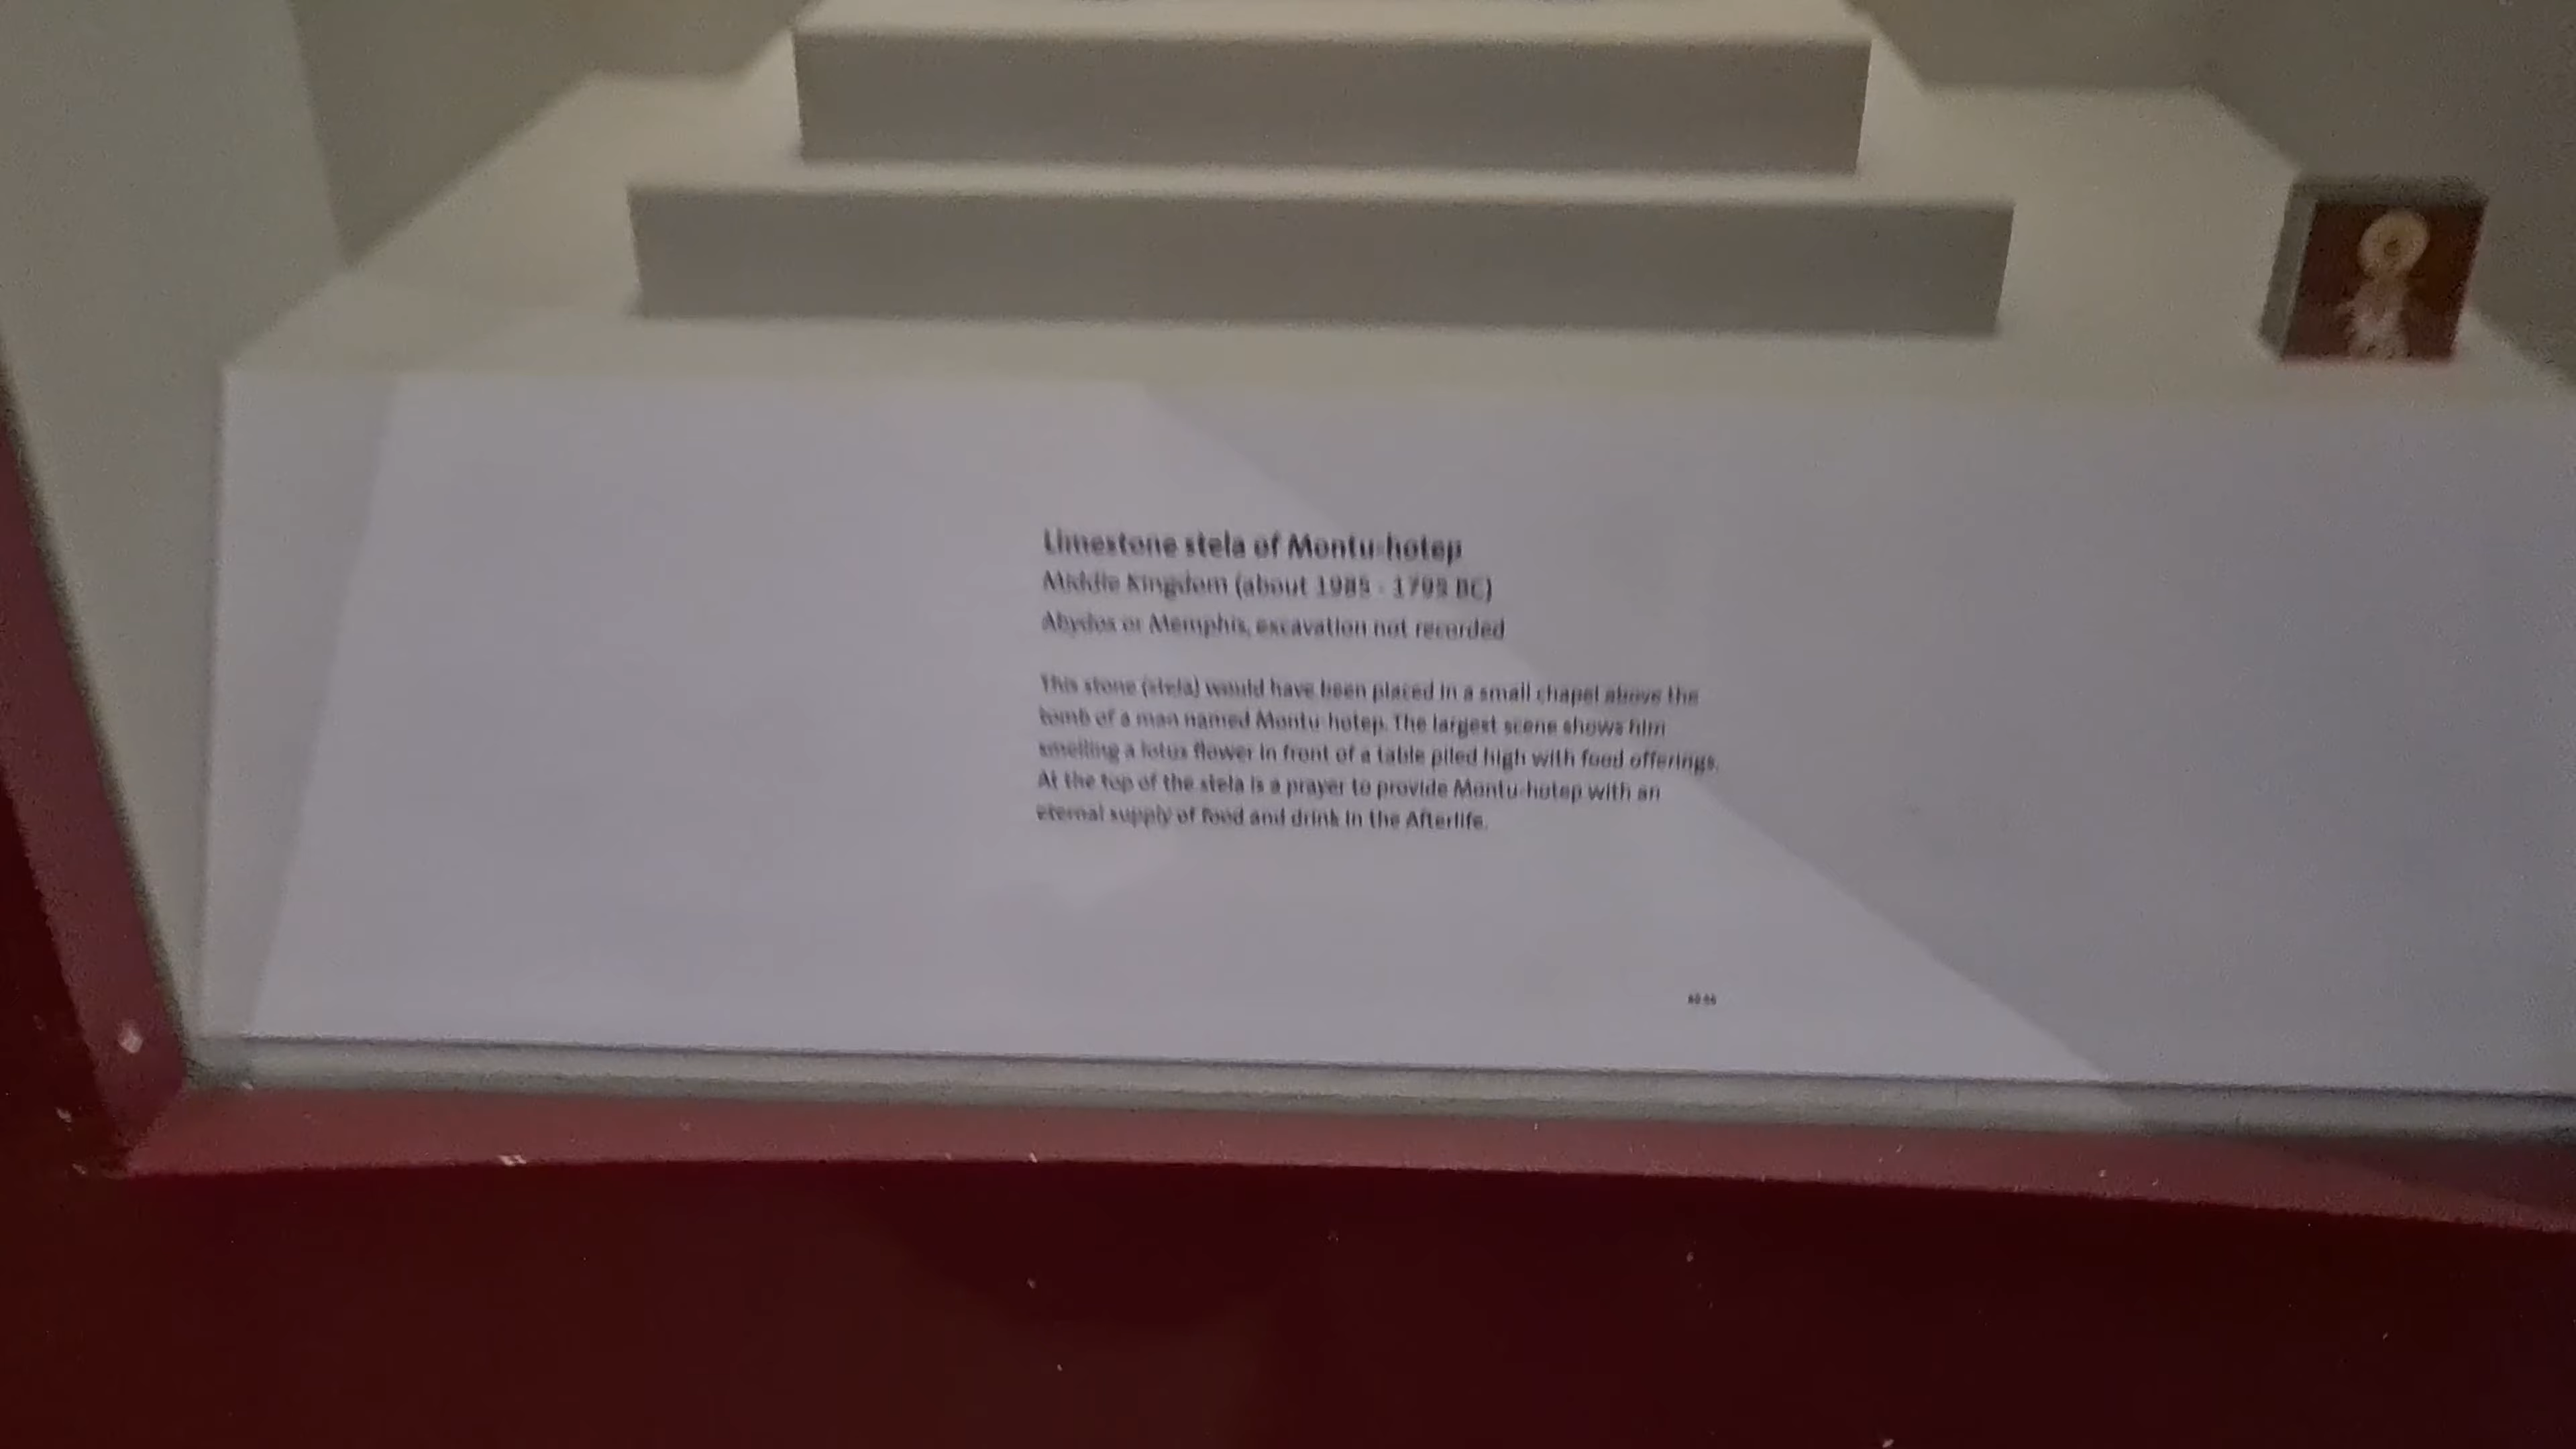 Limestone stela of Montu-hotep
Middle Kingdom (about 1985 - 1795 BC)
Abydos or Memphis, excavation not recorded
This stone (stela) would have been placed in a small chapel above the
tomb of a man named Montu-hotep. The largest scene shows him
smelling a lotus flower in front of a table piled high with food offerings.
At the top of the stela is a prayer to provide Montu-hotep with an
eternal supply of food and drink in the Afterlife.